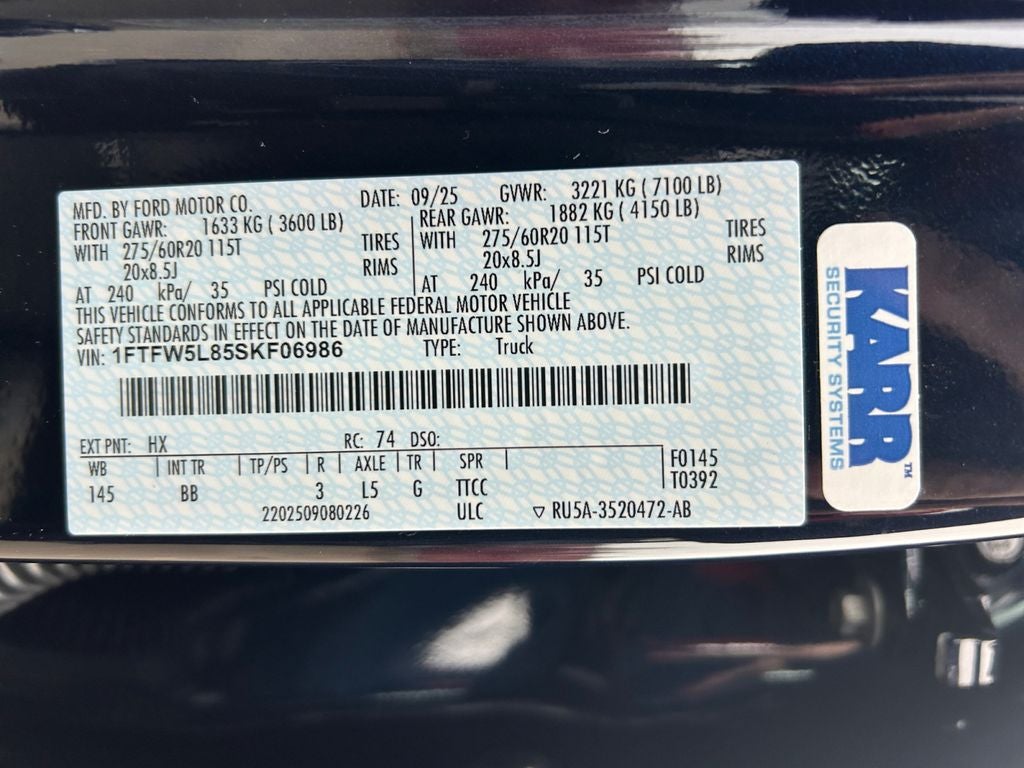 MFD. BY FORD MOTOR CO. DATE: 09/25 GVWR: 3221 KG ( 7100 LB)
FRONT GAWR: 1633 KG ( 3600 LB) REAR GAWR: 1882 KG ( 4150 LB)
WITH 275/60R20 115T TIRES WITH 275/60R20 115T TIRES
20x8.5J RIMS 20x8.5J RIMS
AT 240 kPa/ 35 PSI COLD AT 240 kPa/ 35 PSI COLD
THIS VEHICLE CONFORMS TO ALL APPLICABLE FEDERAL MOTOR VEHICLE
SAFETY STANDARDS IN EFFECT ON THE DATE OF MANUFACTURE SHOWN ABOVE.
VIN: 1FTFW5L85SKF06986 TYPE: Truck
EXT PNT: HX RC: 74 DSO:
WB INT TR TP/PS R AXLE TR SPR F0145
145 BB 3 L5 G TTCC T0392
2202509080226 ULC ▽ RU5A-3520472-AB
KARR™
SECURITY SYSTEMS